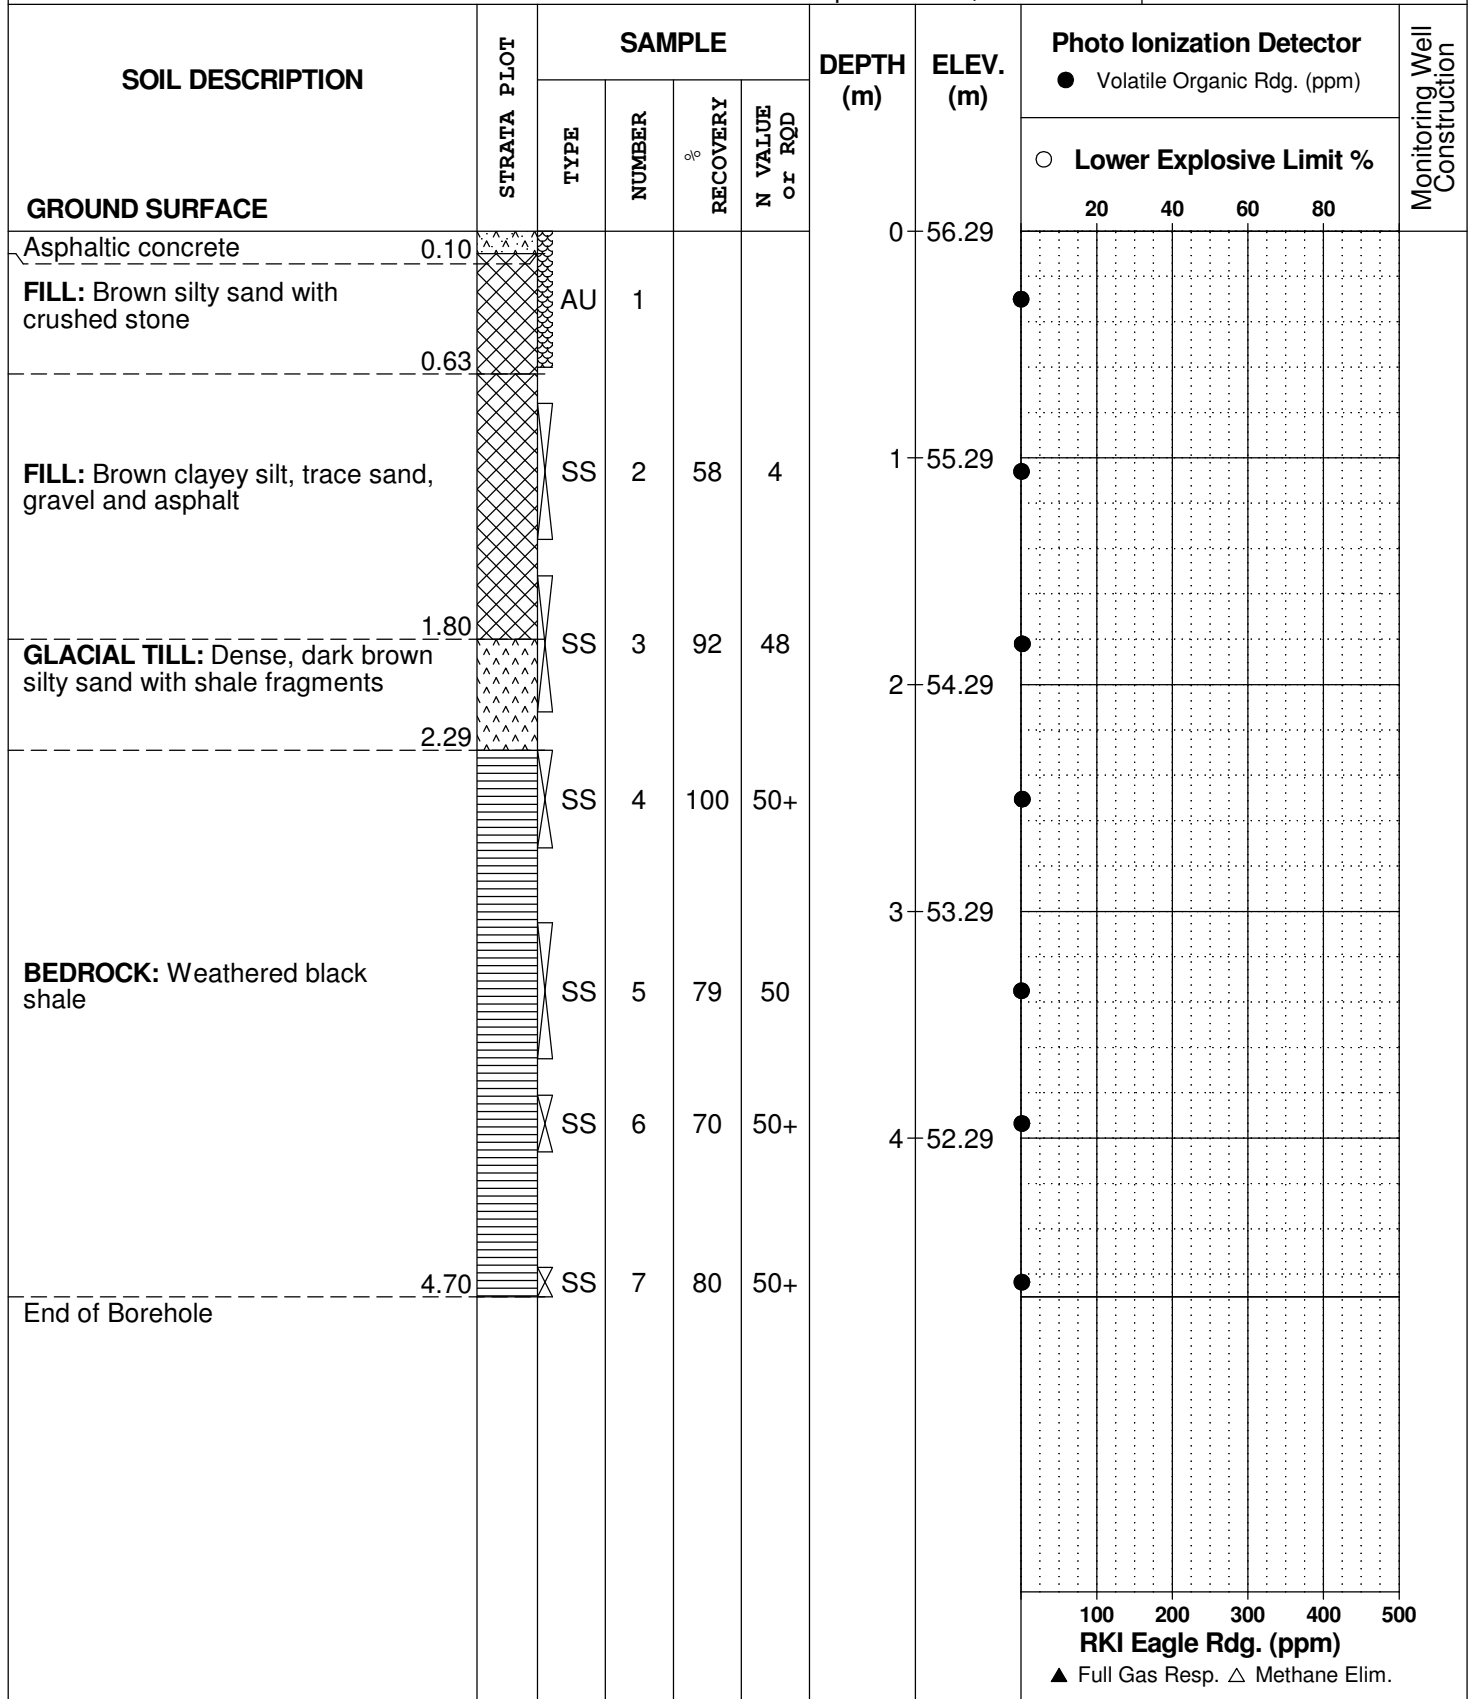 SOIL DESCRIPTION
GROUND SURFACE
STRATA PLOT
SAMPLE
TYPE
NUMBER
% RECOVERY
N VALUE or RQD
DEPTH (m)
ELEV. (m)
Photo Ionization Detector
● Volatile Organic Rdg. (ppm)
○ Lower Explosive Limit %
20 40 60 80
Monitoring Well Construction
0 56.29
Asphaltic concrete 0.10
FILL: Brown silty sand with
crushed stone
AU 1
0.63
1 55.29
FILL: Brown clayey silt, trace sand,
gravel and asphalt
SS 2 58 4
1.80
SS 3 92 48
GLACIAL TILL: Dense, dark brown
silty sand with shale fragments
2 54.29
2.29
SS 4 100 50+
3 53.29
BEDROCK: Weathered black
shale
SS 5 79 50
SS 6 70 50+
4 52.29
4.70
SS 7 80 50+
End of Borehole
100 200 300 400 500
RKI Eagle Rdg. (ppm)
▲ Full Gas Resp. △ Methane Elim.